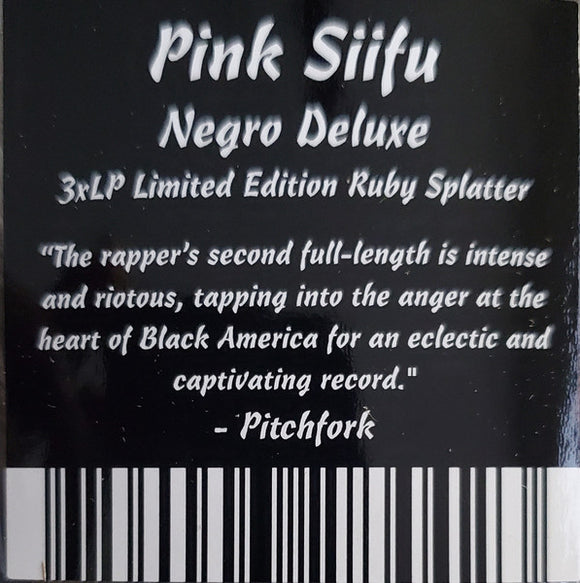 Pink Siifu
Negro Deluxe
3xLP Limited Edition Ruby Splatter
“The rapper’s second full-length is intense
and riotous, tapping into the anger at the
heart of Black America for an eclectic and
captivating record."
- Pitchfork